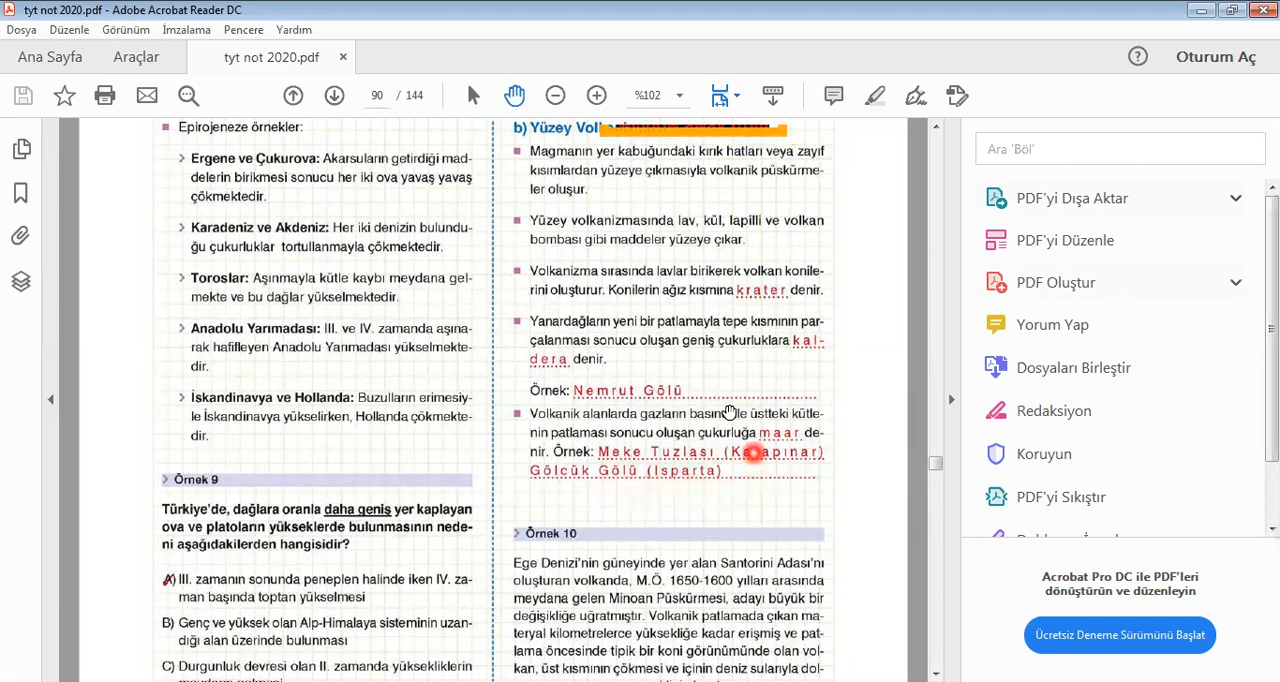 tyt not 2020.pdf - Adobe Acrobat Reader DC
Dosya Düzenle Görünüm İmzalama Pencere Yardım
Ana Sayfa Araçlar tyt not 2020.pdf × Oturum Aç
90 / 144 %102
Epirojeneze örnekler:
Ergene ve Çukurova: Akarsuların getirdiği mad-
delerin birikmesi sonucu her iki ova yavaş yavaş
çökmektedir.
Karadeniz ve Akdeniz: Her iki denizin bulundu-
ğu çukurluklar tortullanmayla çökmektedir.
Toroslar: Aşınmayla kütle kaybı meydana gel-
mekte ve bu dağlar yükselmektedir.
Anadolu Yarımadası: III. ve IV. zamanda aşına-
rak hafifleyen Anadolu Yarımadası yükselmekte-
dir.
İskandinavya ve Hollanda: Buzulların erimesiy-
le İskandinavya yükselirken, Hollanda çökmekte-
dir.
Örnek 9
Türkiye'de, dağlara oranla daha geniş yer kaplayan
ova ve platoların yükseklerde bulunmasının nede-
ni aşağıdakilerden hangisidir?
A) III. zamanın sonunda peneplen halinde iken IV. za-
man başında toptan yükselmesi
B) Genç ve yüksek olan Alp-Himalaya sisteminin uzan-
dığı alan üzerinde bulunması
C) Durgunluk devresi olan II. zamanda yükseklerin
b) Yüzey
Magmanın yer kabuğundaki kırık hatları veya zayıf
kısımlardan yüzeye çıkmasıyla volkanik püskürme-
ler oluşur.
Yüzey volkanizmasında lav, kül, lapilli ve volkan
bombası gibi maddeler yüzeye çıkar.
Volkanizma sırasında lavlar birikerek volkan konile-
rini oluşturur. Konilerin ağız kısmına krater denir.
Yanardağların yeni bir patlamayla tepe kısmının par-
çalanması sonucu oluşan geniş çukurluklara kal-
dera denir.
Örnek: Nemrut Gölü
Volkanik alanlarda gazların basıncı ile üstteki kütle-
nin patlaması sonucu oluşan çukurluğa maar de-
nir. Örnek: Meke Tuzlası (Karapınar)
Gölcük Gölü (Isparta)
Örnek 10
Ege Denizi'nin güneyinde yer alan Santorini Adası'nı
oluşturan volkanda, M.Ö. 1650-1600 yılları arasında
meydana gelen Minoan Püskürmesi, adayı büyük bir
değişikliğe uğratmıştır. Volkanik patlamada çıkan ma-
teryal kilometrelerce yüksekliğe kadar erişmiş ve pat-
lama öncesinde tipik bir koni görünümünde olan vol-
kan, üst kısmının çökmesi ve içinin deniz sularıyla dol-
Ara 'Böl'
PDF'yi Dışa Aktar
PDF'yi Düzenle
PDF Oluştur
Yorum Yap
Dosyaları Birleştir
Redaksiyon
Koruyun
PDF'yi Sıkıştır
Acrobat Pro DC ile PDF'leri
dönüştürün ve düzenleyin
Ücretsiz Deneme Sürümünü Başlat